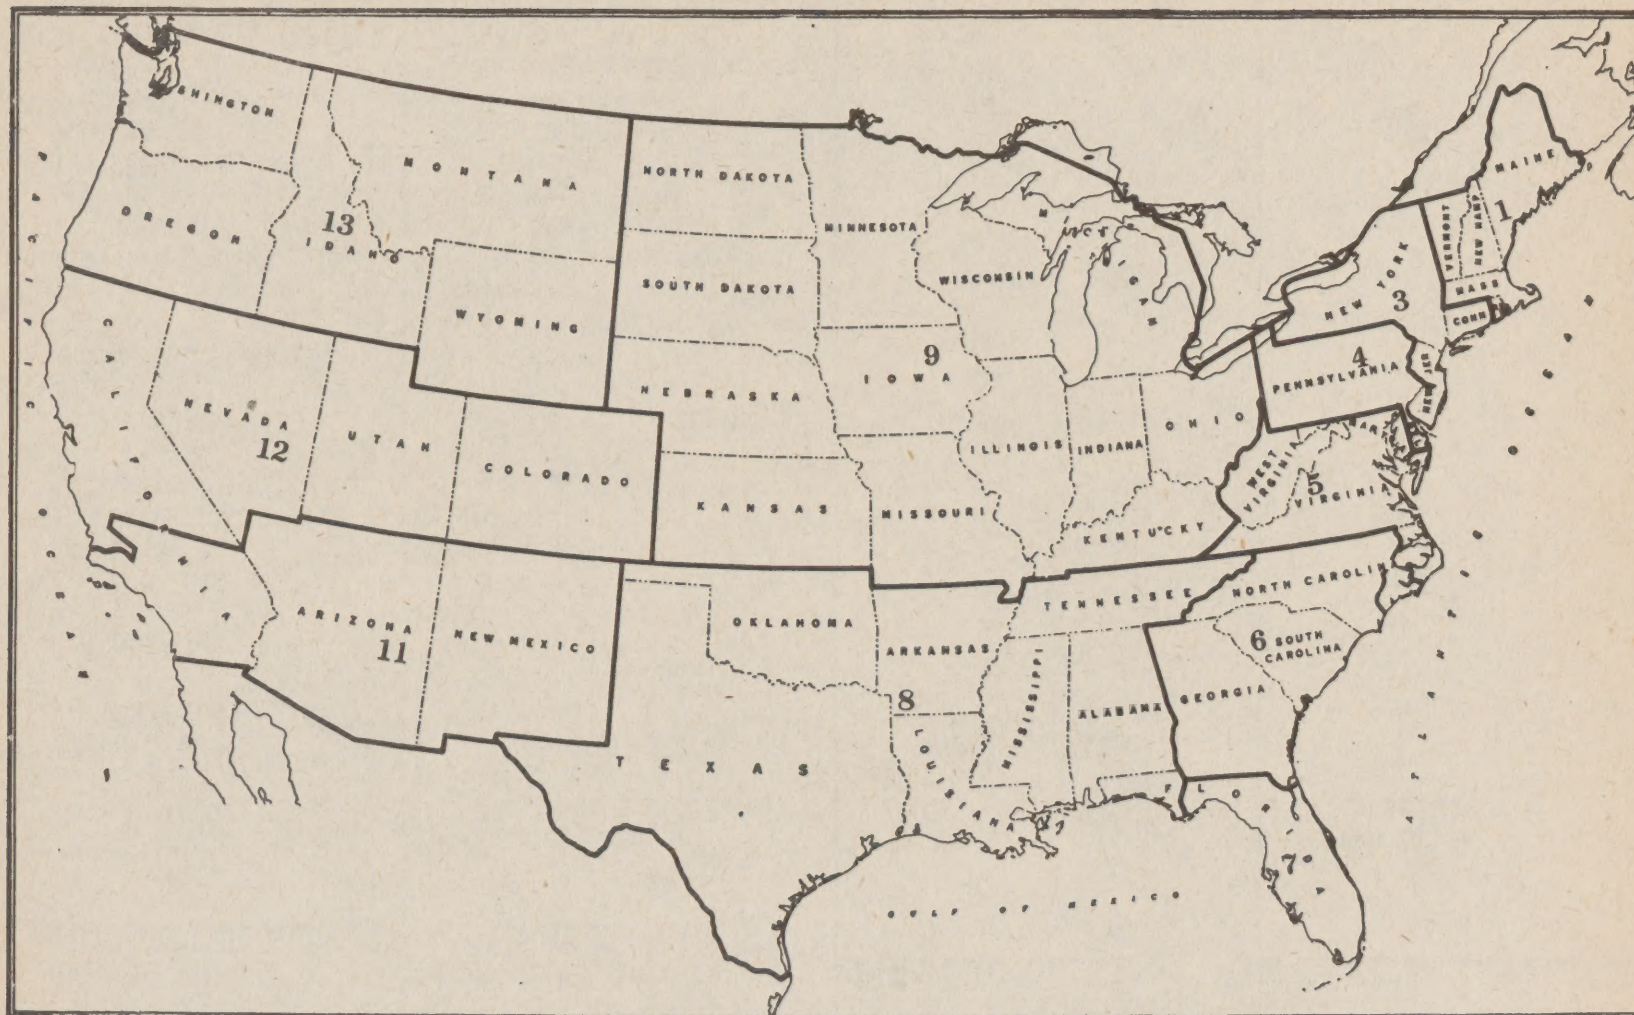 MAINE
NORTH DAKOTA
MONTANA
OREGON
13
IDAHO
MINNESOTA
VERMONT
NEW HAMP
1
WISCONSIN
SOUTH DAKOTA
MASS
NEW YORK
3
CONN
WYOMING
9
IOWA
4
PENNSYLVANIA
NEBRASKA
NEVADA
12
UTAH
COLORADO
OHIO
ILLINOIS
INDIANA
WEST
VIRGINIA
5
VIRGINIA
KANSAS
MISSOURI
KENTUCKY
CALIFORNIA
TENNESSEE
ARIZONA
11
NEW MEXICO
OKLAHOMA
ARKANSAS
6 SOUTH
CAROLINA
MISSISSIPPI
ALABAMA
GEORGIA
8
LOUISIANA
TEXAS
FLORIDA
7
GULF OF MEXICO